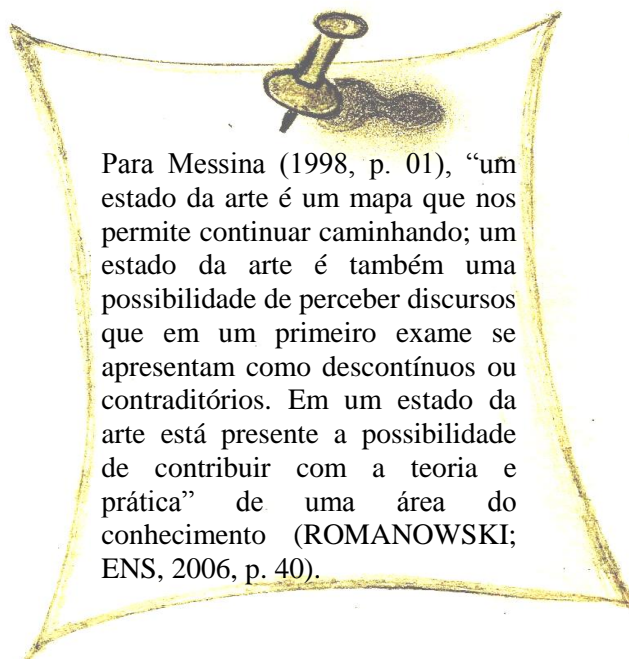 Para Messina (1998, p. 01), “um
estado da arte é um mapa que nos
permite continuar caminhando; um
estado da arte é também uma
possibilidade de perceber discursos
que em um primeiro exame se
apresentam como descontínuos ou
contraditórios. Em um estado da
arte está presente a possibilidade
de contribuir com a teoria e
prática” de uma área do
conhecimento (ROMANOWSKI;
ENS, 2006, p. 40).